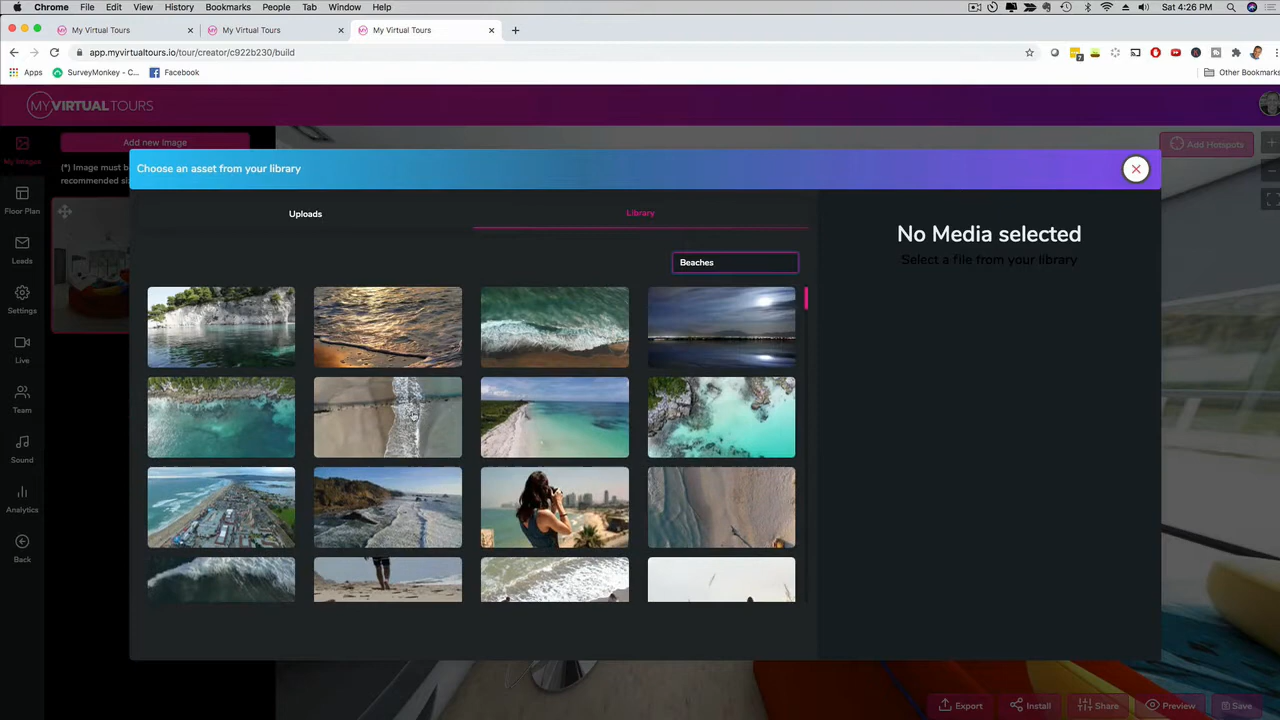 Chrome File Edit View History Bookmarks People Tab Window Help
Sat 4:26 PM
My Virtual Tours
My Virtual Tours
My Virtual Tours
app.myvirtualtours.io/tour/creator/c922b230/build
Apps
SurveyMonkey - C...
Facebook
Other Bookmarks
MYVIRTUALTOURS
My Images
Add new Image
Add Hotspots
(*) Image must b
recommended si
Choose an asset from your library
Uploads
Library
Beaches
No Media selected
Select a file from your library
Floor Plan
Leads
Settings
Live
Team
Sound
Analytics
Back
Export
Install
Share
Preview
Save